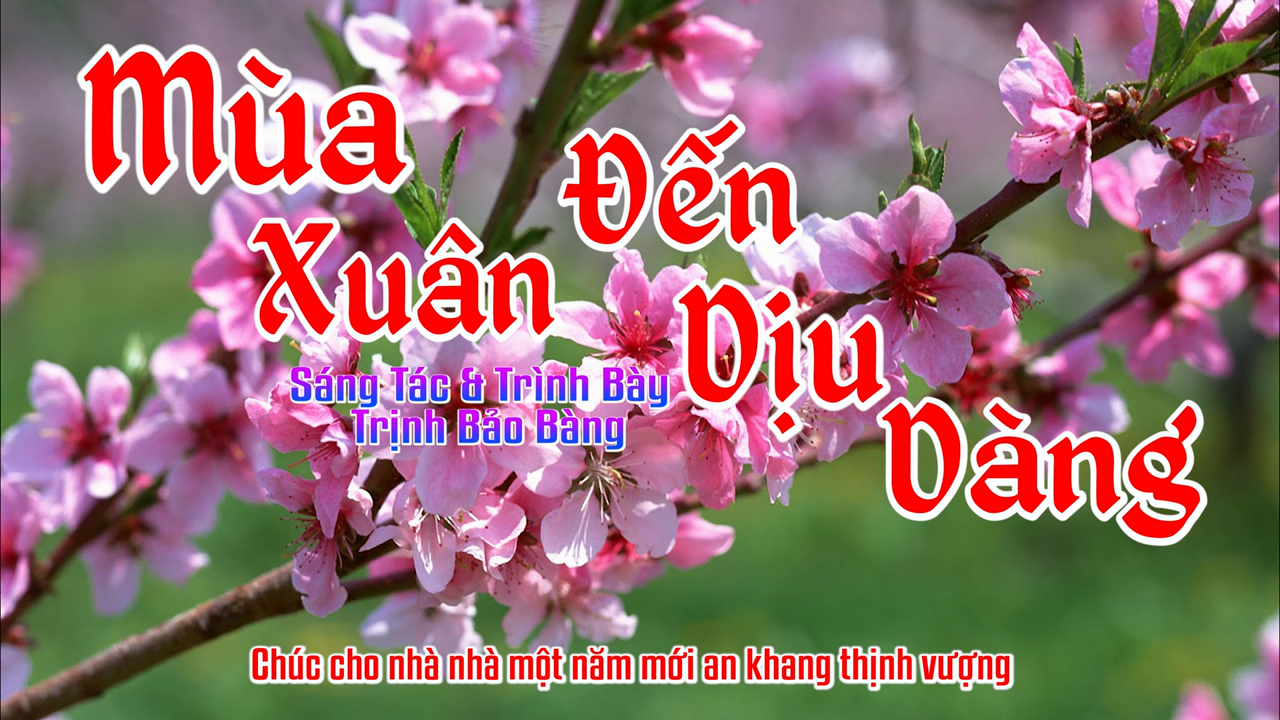 Mùa
Xuân
Đến
Dịu
Dàng
Sáng Tác & Trình Bày
Trịnh Bảo Bàng
Chúc cho nhà nhà một năm mới an khang thịnh vượng